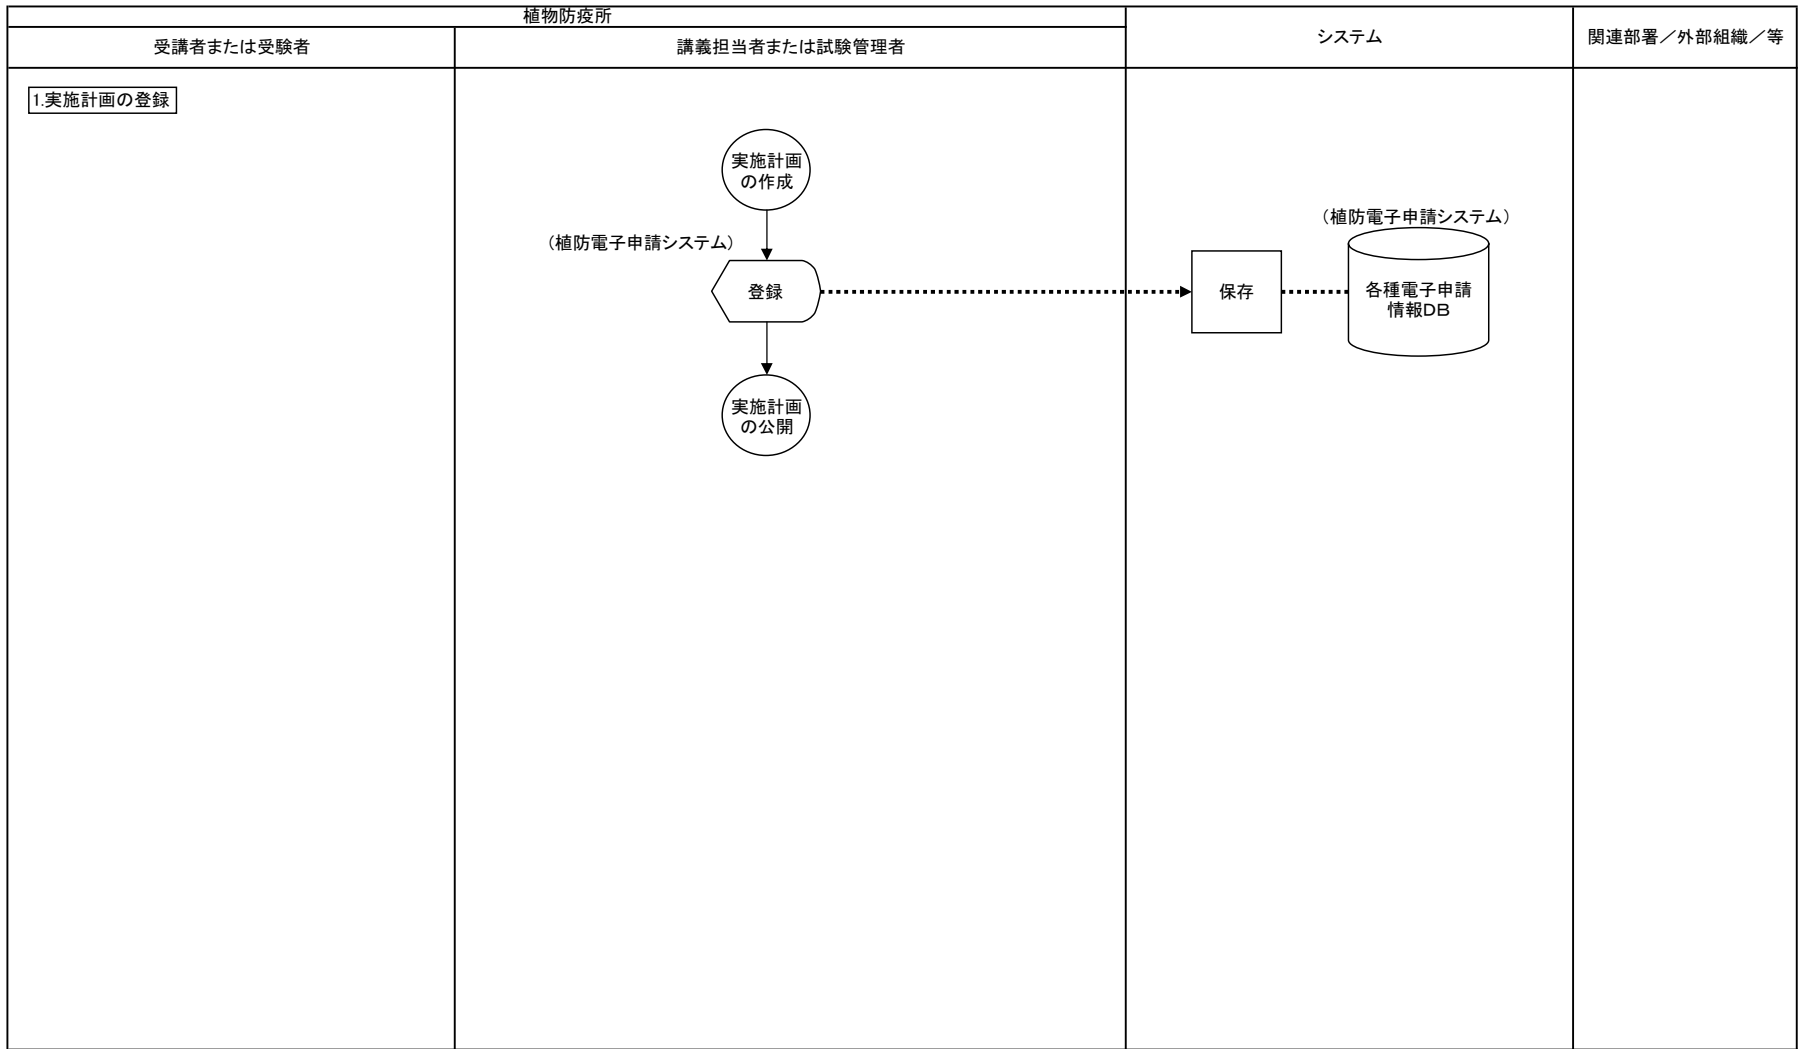 植物防疫所
受講者または受験者
講義担当者または試験管理者
システム
関連部署／外部組織／等
1.実施計画の登録
実施計画
の作成
（植防電子申請システム）
登録
保存
（植防電子申請システム）
各種電子申請
情報ＤＢ
実施計画
の公開